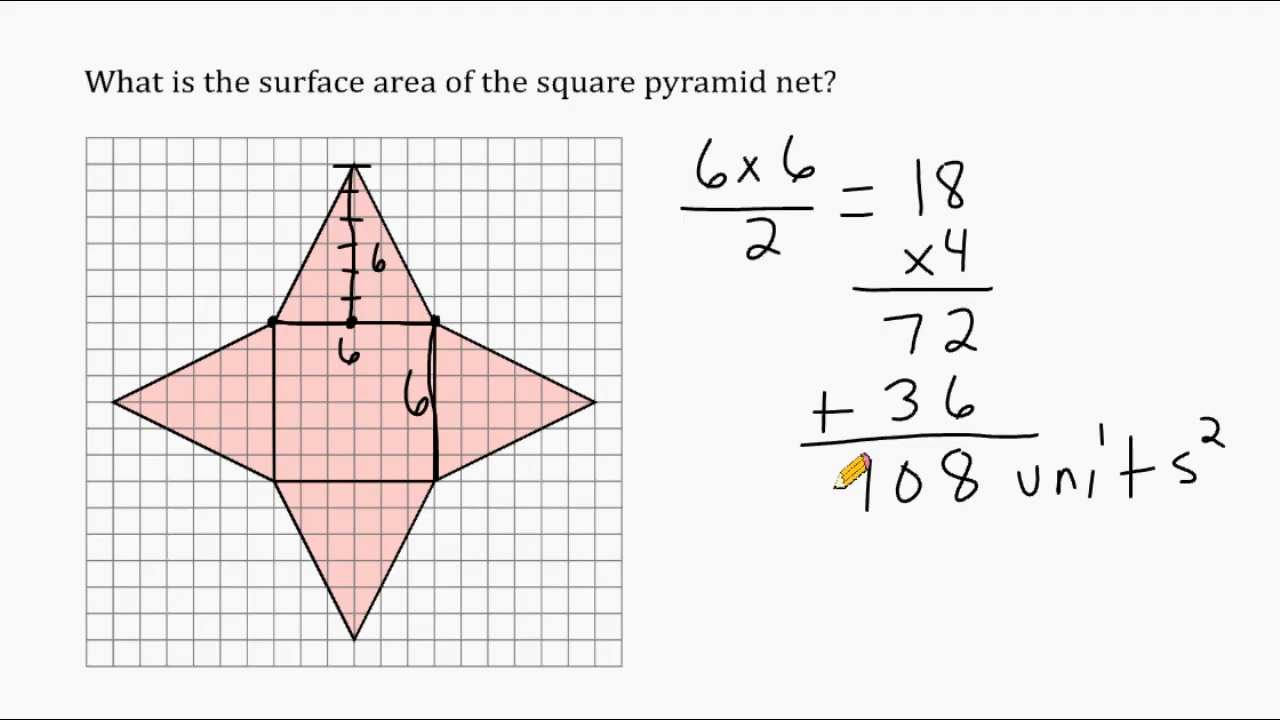 What is the surface area of the square pyramid net?
6
6
6
6 x 6
2
= 18
x 4
72
+ 36
108 units²